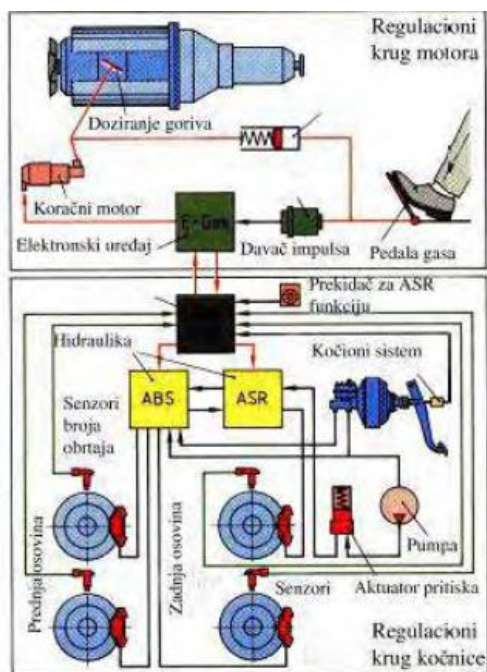 Regulacioni
krug motora
Doziranje goriva
Koračni motor
E-Gas
Elektronski uređaj
Davač impulsa
Pedala gasa
Prekidač za ASR
funkciju
Hidraulika
Kočioni sistem
ABS
ASR
Senzori
broja
obrtaja
Prednja osovina
Zadnja osovina
Pumpa
Senzori
Aktuator pritiska
Regulacioni
krug kočnice